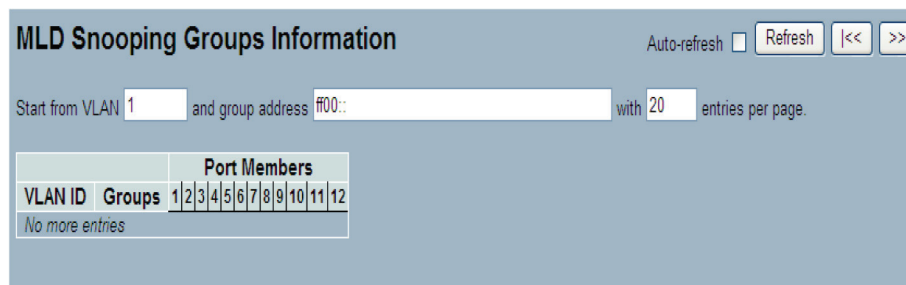 MLD Snooping Groups Information
Auto-refresh Refresh |<< >>
Start from VLAN 1 and group address ff00:: with 20 entries per page.
Port Members
VLAN ID Groups 1 2 3 4 5 6 7 8 9 10 11 12
No more entries